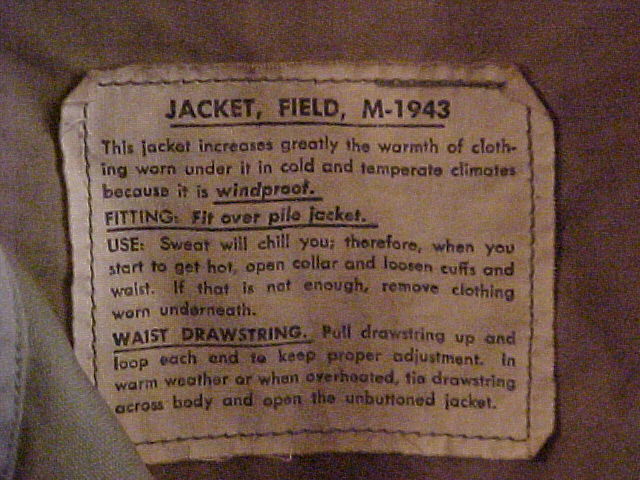 JACKET, FIELD, M-1943
This jacket increases greatly the warmth of cloth-
ing worn under it in cold and temperate climates
because it is windproof.
FITTING: Fit over pile jacket.
USE: Sweat will chill you; therefore, when you
start to get hot, open collar and loosen cuffs and
waist. If that is not enough, remove clothing
worn underneath.
WAIST DRAWSTRING. Pull drawstring up and
loop each end to keep proper adjustment. In
warm weather or when overheated, tie drawstring
across body and open the unbuttoned jacket.